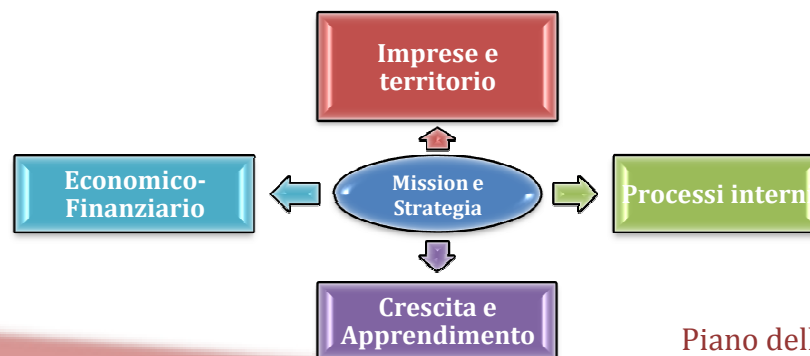 Imprese e
territorio
Economico-
Finanziario
Mission e
Strategia
Processi intern
Crescita e
Apprendimento
Piano dell